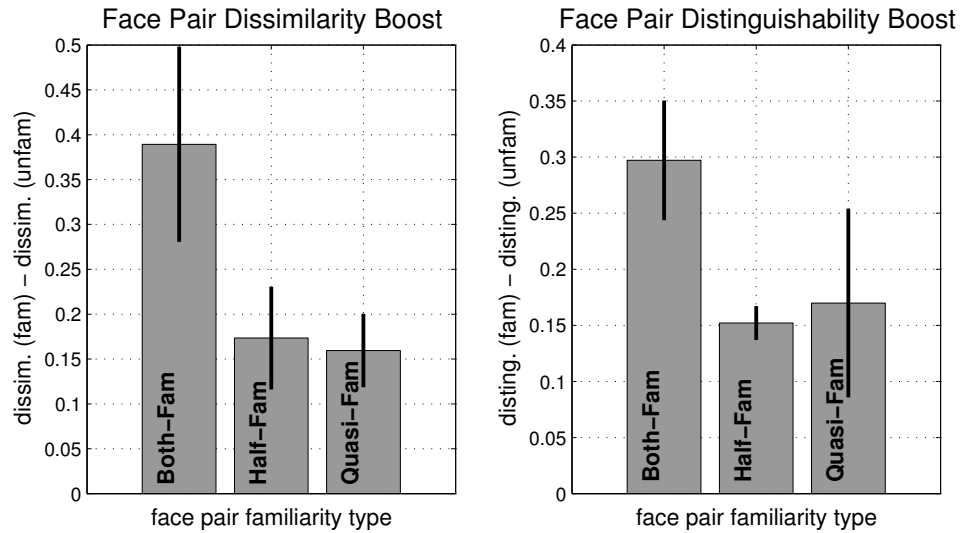 Face Pair Dissimilarity Boost
dissim. (fam) − dissim. (unfam)
0.5
0.45
0.4
0.35
0.3
0.25
0.2
0.15
0.1
0.05
0
Both−Fam
Half−Fam
Quasi−Fam
face pair familiarity type
Face Pair Distinguishability Boost
disting. (fam) − disting. (unfam)
0.4
0.35
0.3
0.25
0.2
0.15
0.1
0.05
0
Both−Fam
Half−Fam
Quasi−Fam
face pair familiarity type